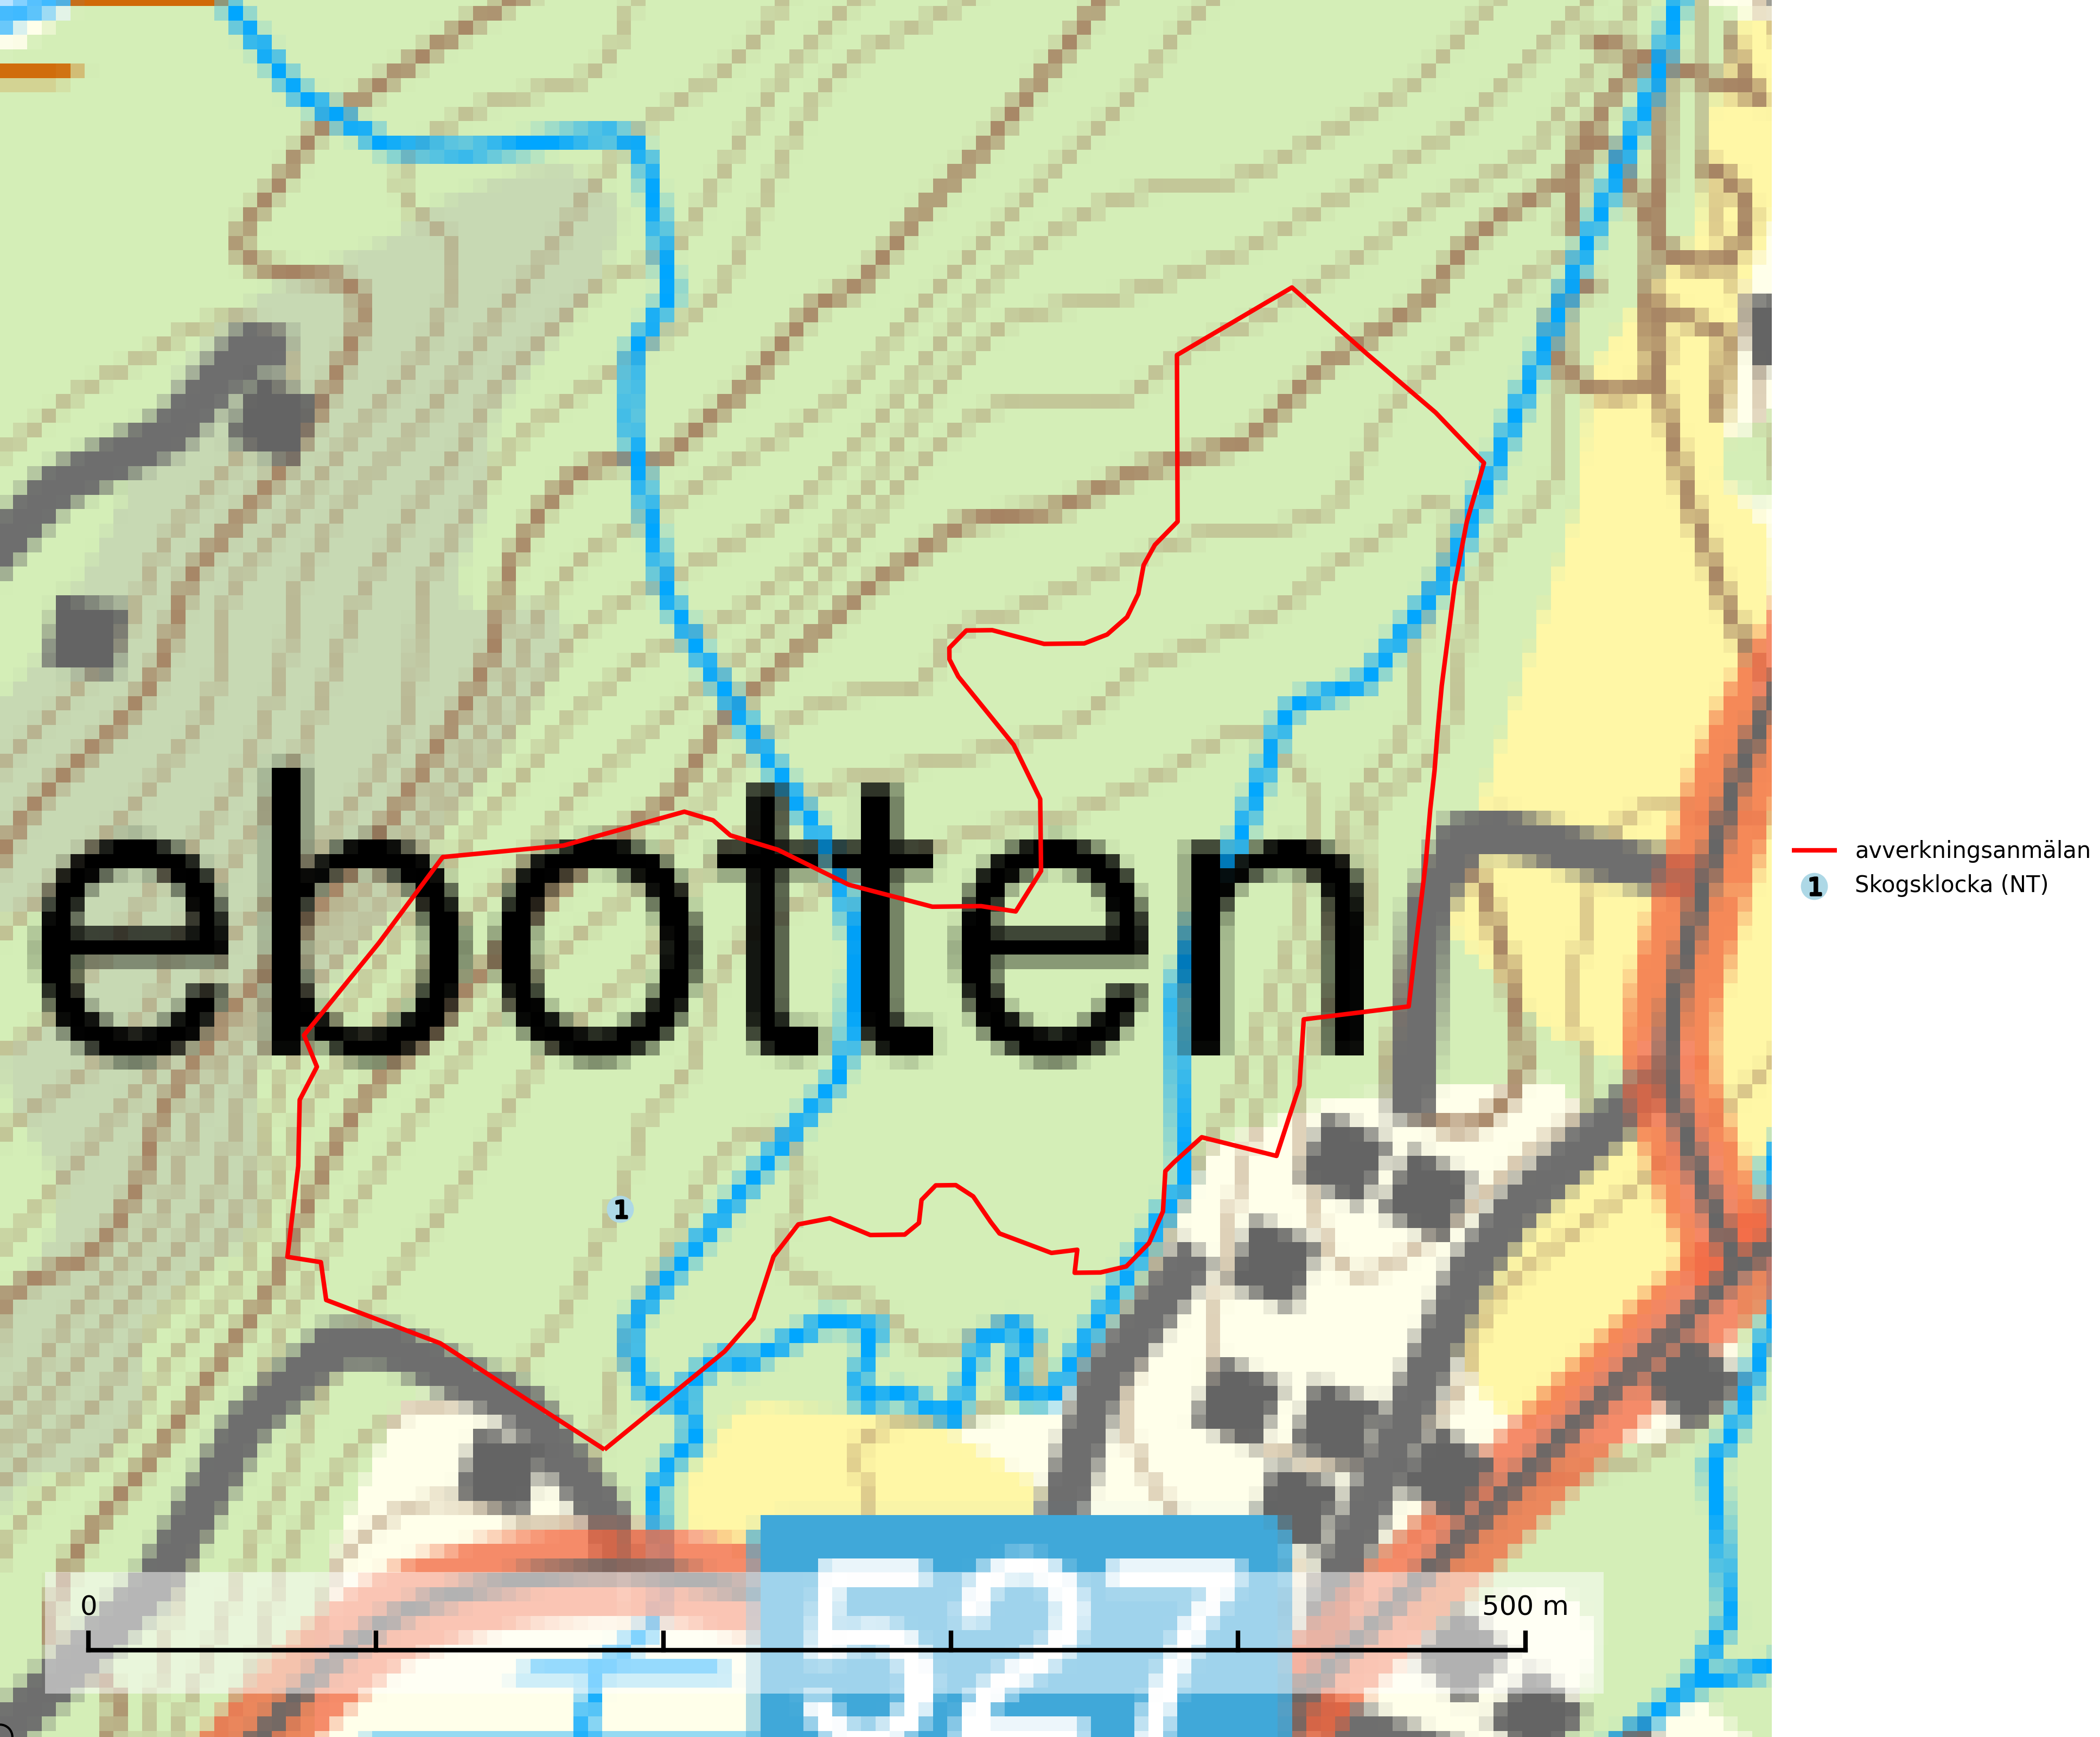 ebotten
avverkningsanmälan
1 Skogsklocka (NT)
1
527
0 500 m